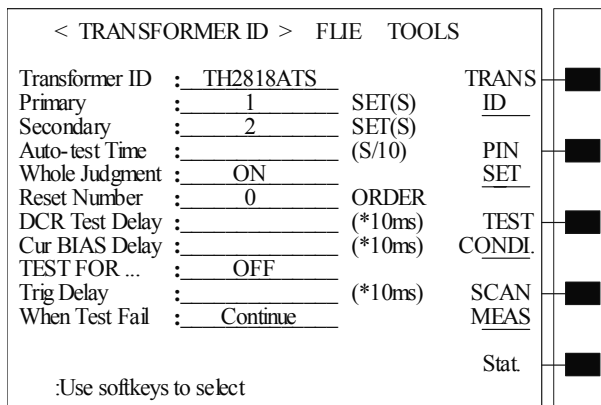 < TRANSFORMER ID > FLIE TOOLS
Transformer ID : TH2818ATS TRANS
Primary 1 SET(S) ID
Secondary : 2 SET(S)
Auto-test Time : (S/10) PIN
Whole Judgment : ON SET
Reset Number : 0 ORDER
DCR Test Delay : (*10ms) TEST
Cur BIAS Delay : (*10ms) CONDI.
TEST FOR ... : OFF
Trig Delay : (*10ms) SCAN
When Test Fail : Continue MEAS
Stat.
:Use softkeys to select